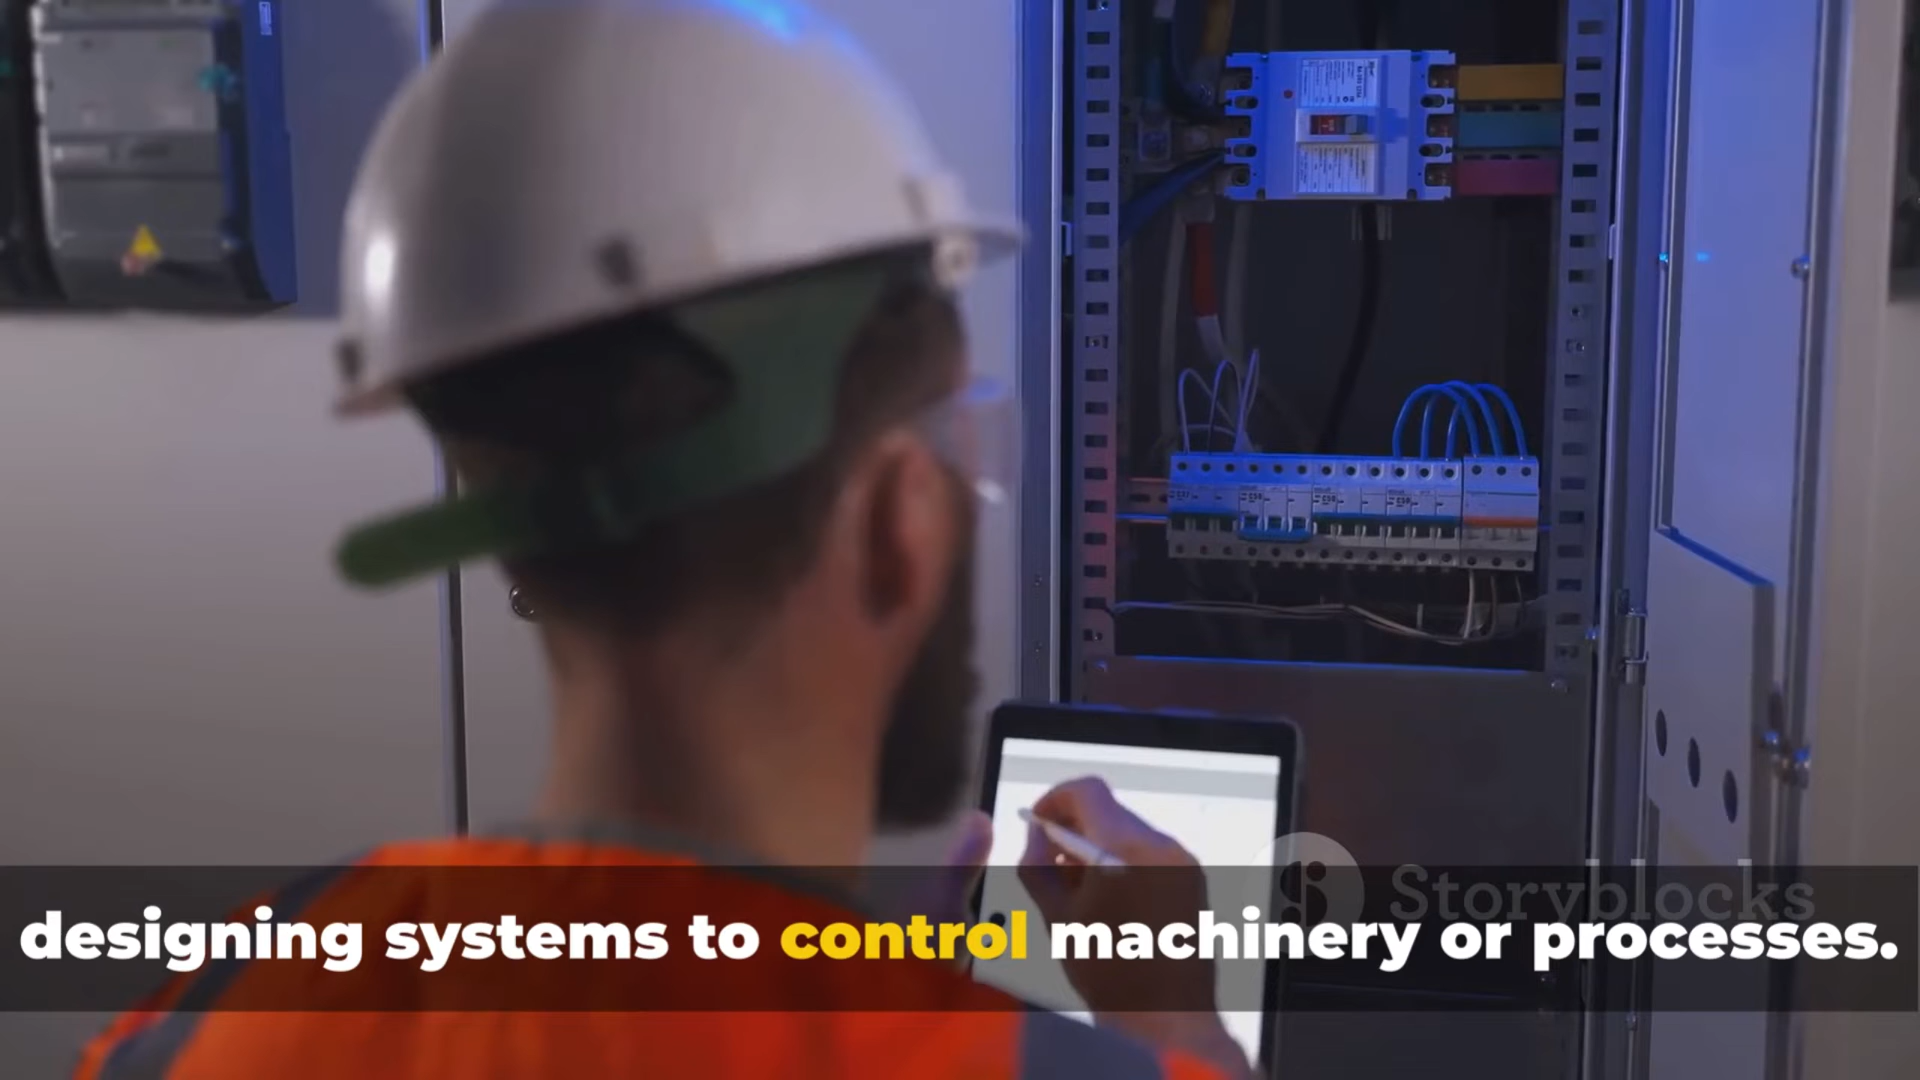 Storyblocks
designing systems to control machinery or processes.